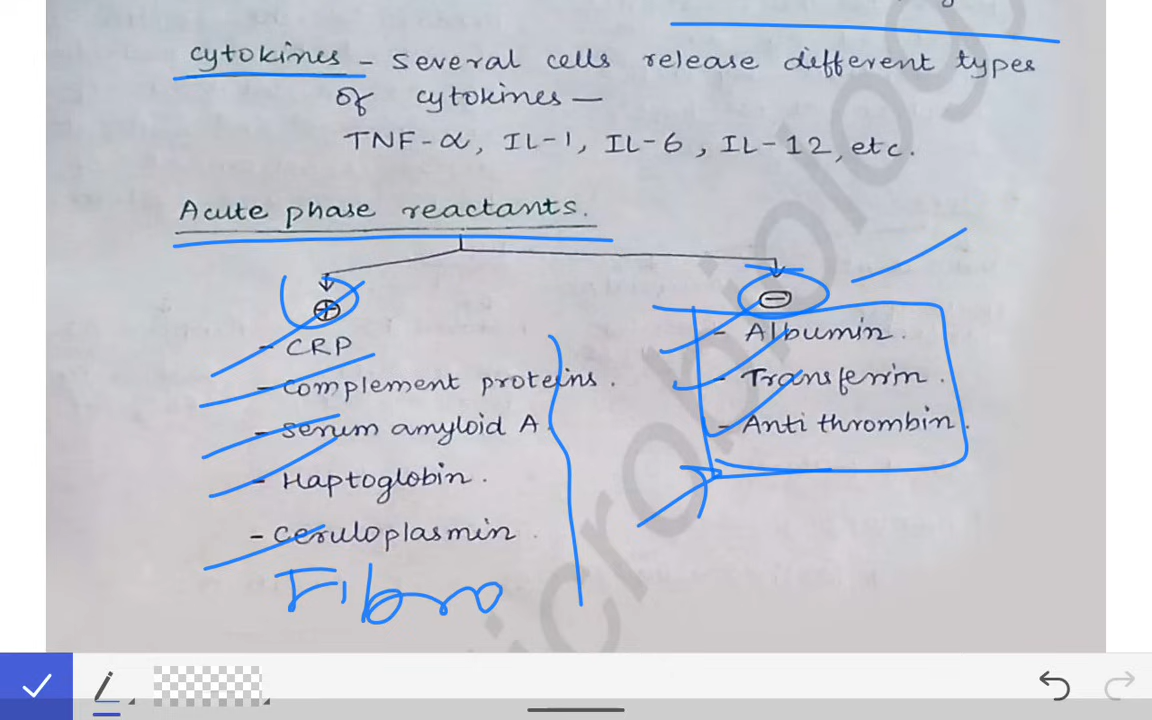 cytokines - several cells release different types
of cytokines —
TNF-α, IL-1, IL-6, IL-12, etc.
Acute phase reactants.
⊕
- CRP
- complement proteins.
- serum amyloid A.
- Haptoglobin.
- Ceruloplasmin.
Fibro
⊖
- Albumin.
- Transferrin.
- Anti thrombin.
icrobiology